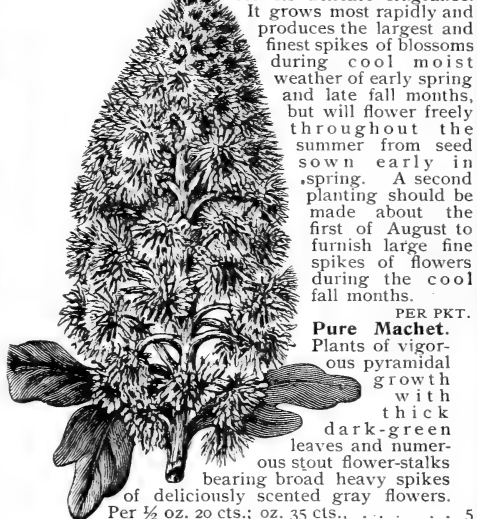 It grows most rapidly and
produces the largest and
finest spikes of blossoms
during cool moist
weather of early spring
and late fall months,
but will flower freely
throughout the
summer from seed
sown early in
spring. A second
planting should be
made about the
first of August to
furnish large fine
spikes of flowers
during the cool
fall months.
PER PKT.
Pure Machet.
Plants of vigor-
ous pyramidal
growth
with
thick
dark-green
leaves and numer-
ous stout flower-stalks
bearing broad heavy spikes
of deliciously scented gray flowers.
Per ½ oz. 20 cts.; oz. 35 cts., . . . . . 5